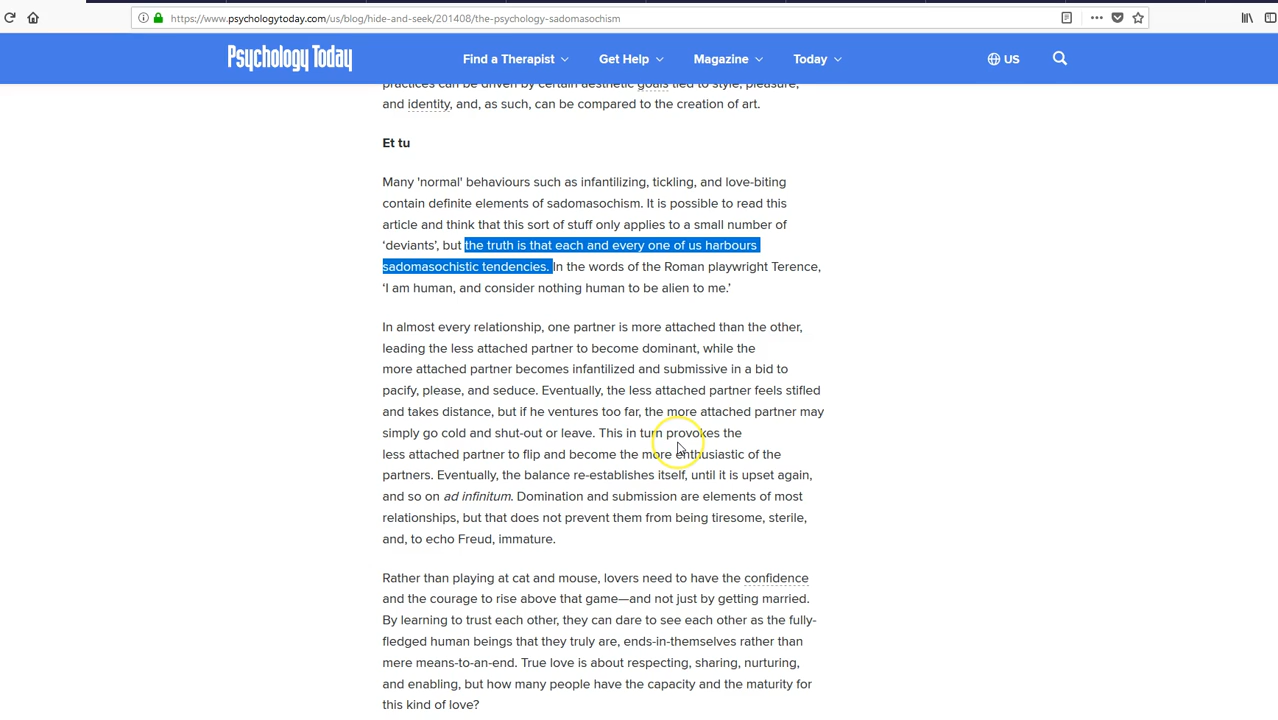 https://www.psychologytoday.com/us/blog/hide-and-seek/201408/the-psychology-sadomasochism
Psychology Today
Find a Therapist
Get Help
Magazine
Today
US
practices can be driven by certain aesthetic goals tied to style, pleasure,
and identity, and, as such, can be compared to the creation of art.
Et tu
Many 'normal' behaviours such as infantilizing, tickling, and love-biting
contain definite elements of sadomasochism. It is possible to read this
article and think that this sort of stuff only applies to a small number of
‘deviants’, but the truth is that each and every one of us harbours
sadomasochistic tendencies. In the words of the Roman playwright Terence,
‘I am human, and consider nothing human to be alien to me.’
In almost every relationship, one partner is more attached than the other,
leading the less attached partner to become dominant, while the
more attached partner becomes infantilized and submissive in a bid to
pacify, please, and seduce. Eventually, the less attached partner feels stifled
and takes distance, but if he ventures too far, the more attached partner may
simply go cold and shut-out or leave. This in turn provokes the
less attached partner to flip and become the more enthusiastic of the
partners. Eventually, the balance re-establishes itself, until it is upset again,
and so on ad infinitum. Domination and submission are elements of most
relationships, but that does not prevent them from being tiresome, sterile,
and, to echo Freud, immature.
Rather than playing at cat and mouse, lovers need to have the confidence
and the courage to rise above that game—and not just by getting married.
By learning to trust each other, they can dare to see each other as the fully-
fledged human beings that they truly are, ends-in-themselves rather than
mere means-to-an-end. True love is about respecting, sharing, nurturing,
and enabling, but how many people have the capacity and the maturity for
this kind of love?